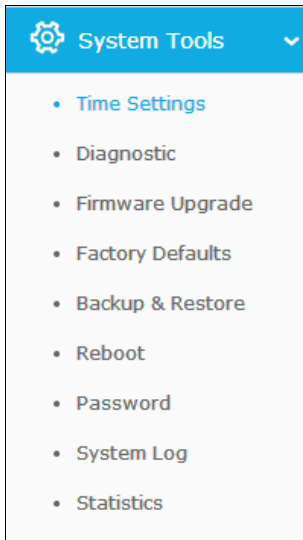 System Tools
Time Settings
Diagnostic
Firmware Upgrade
Factory Defaults
Backup & Restore
Reboot
Password
System Log
Statistics